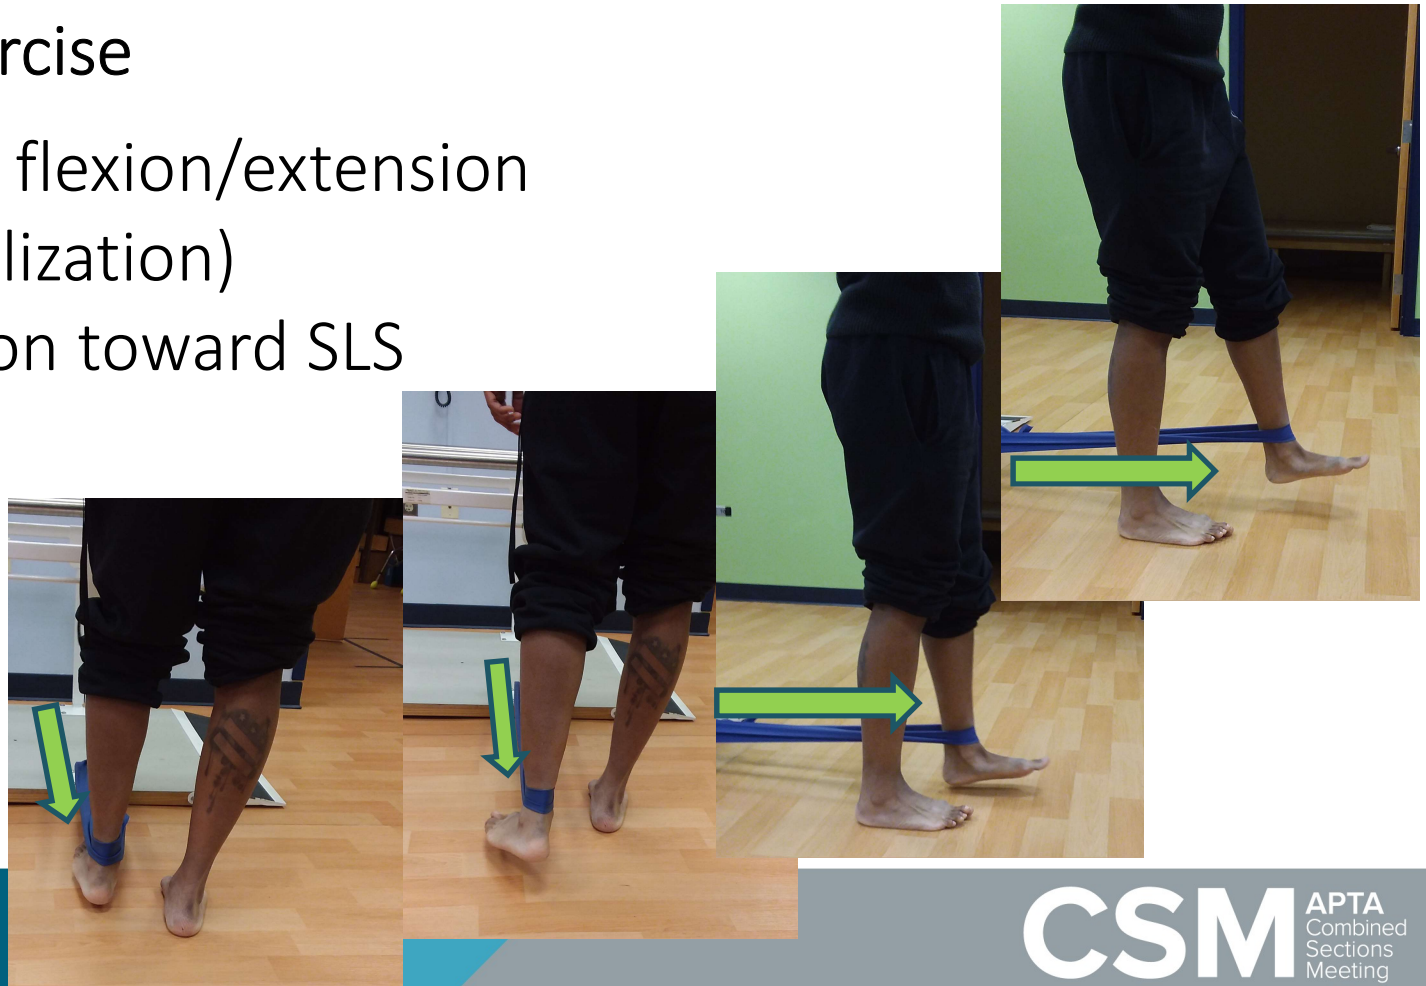 rcise
flexion/extension
lization)
on toward SLS
CSM
APTA
Combined
Sections
Meeting